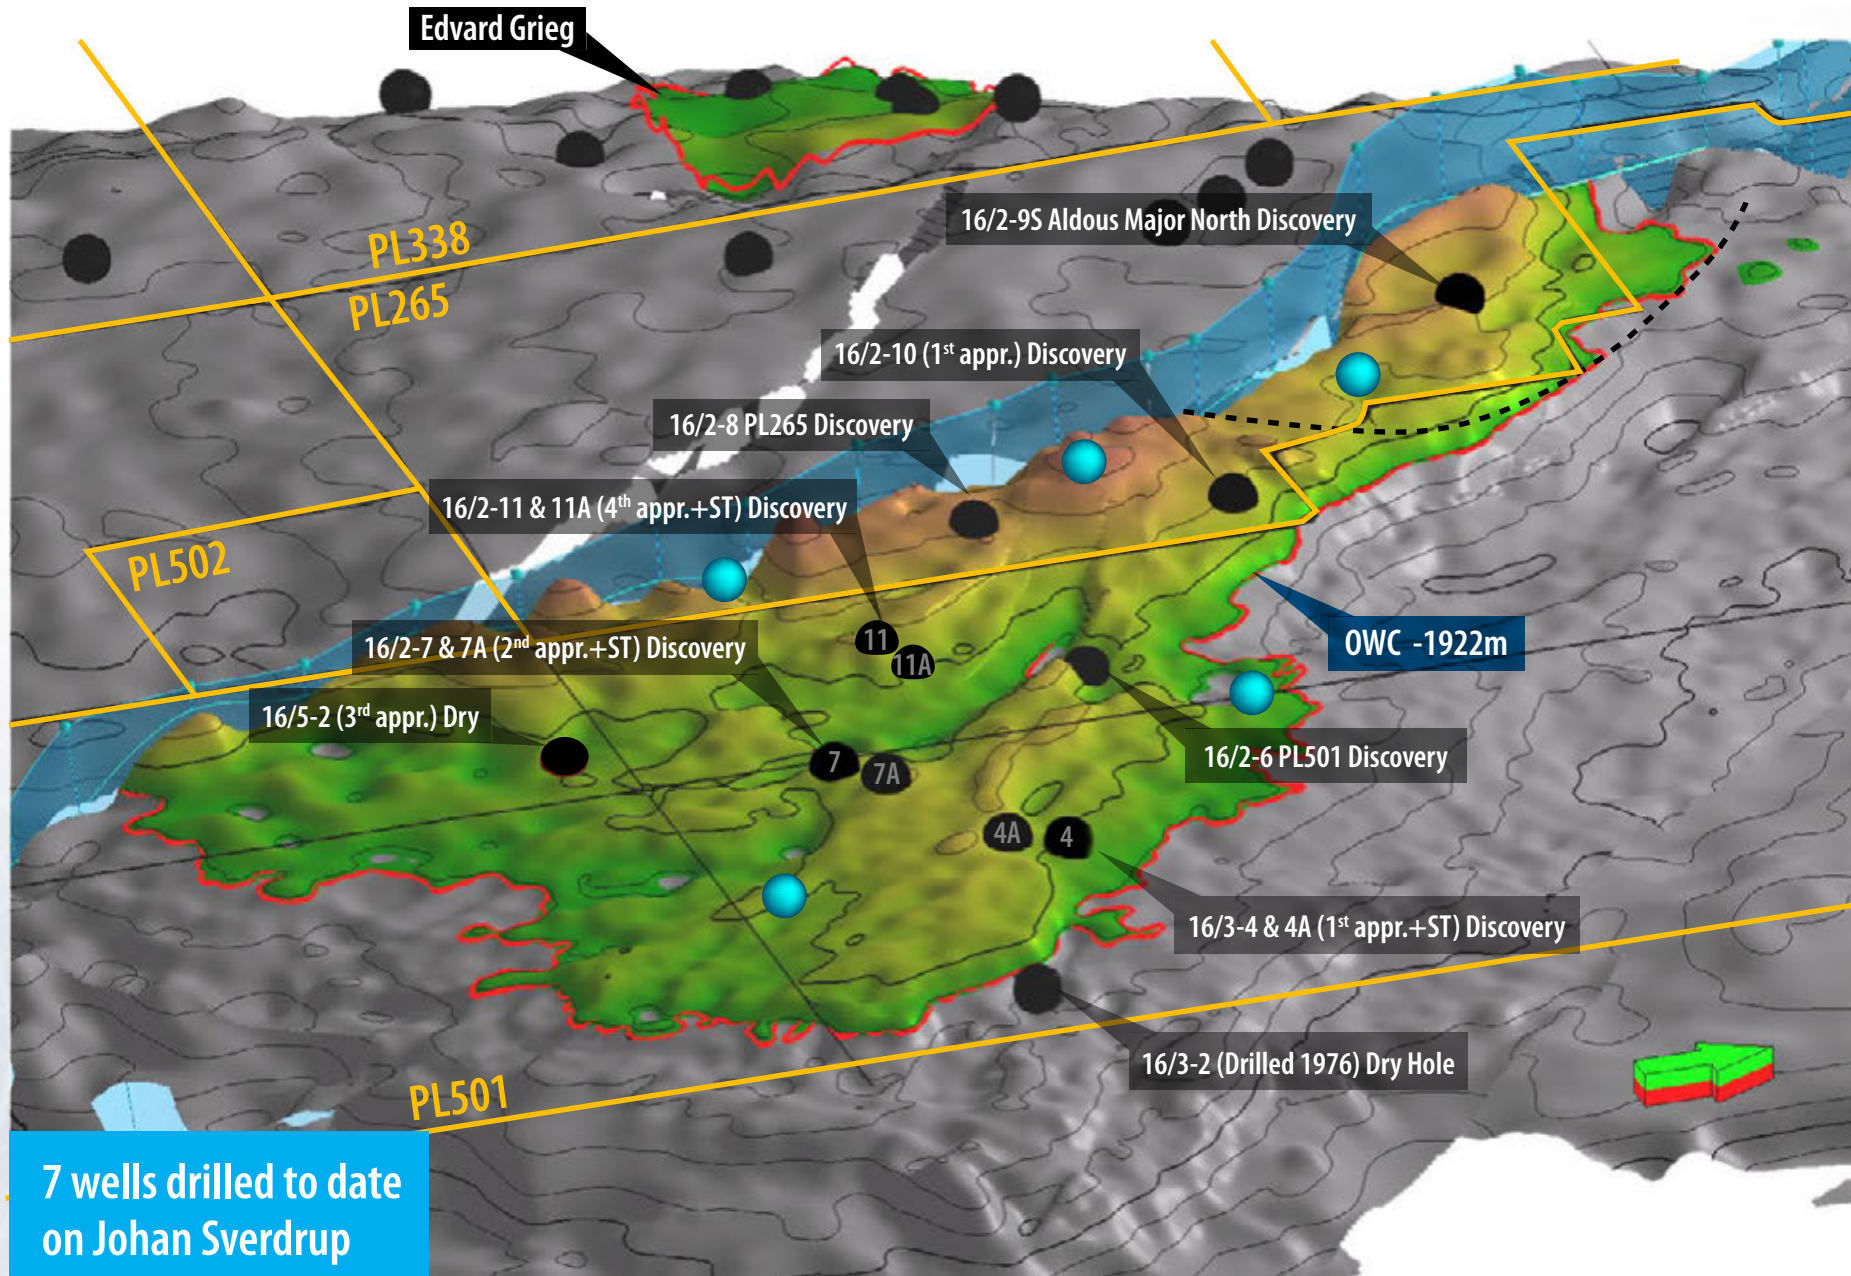 Edvard Grieg
16/2-9S Aldous Major North Discovery
PL338
PL265
16/2-10 (1st appr.) Discovery
16/2-8 PL265 Discovery
16/2-11 & 11A (4th appr.+ST) Discovery
PL502
11
11A
16/2-7 & 7A (2nd appr.+ST) Discovery
OWC -1922m
16/5-2 (3rd appr.) Dry
16/2-6 PL501 Discovery
7
7A
4A
4
16/3-4 & 4A (1st appr.+ST) Discovery
16/3-2 (Drilled 1976) Dry Hole
PL501
7 wells drilled to date
on Johan Sverdrup